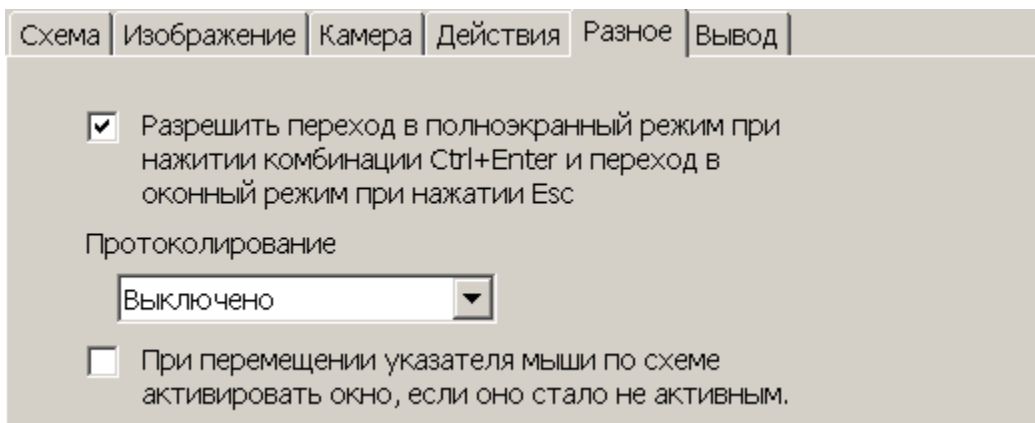 Схема Изображение Камера Действия Разное Вывод
Разрешить переход в полноэкранный режим при
нажитии комбинации Ctrl+Enter и переход в
оконный режим при нажатии Esc
Протоколирование
Выключено
При перемещении указателя мыши по схеме
активировать окно, если оно стало не активным.